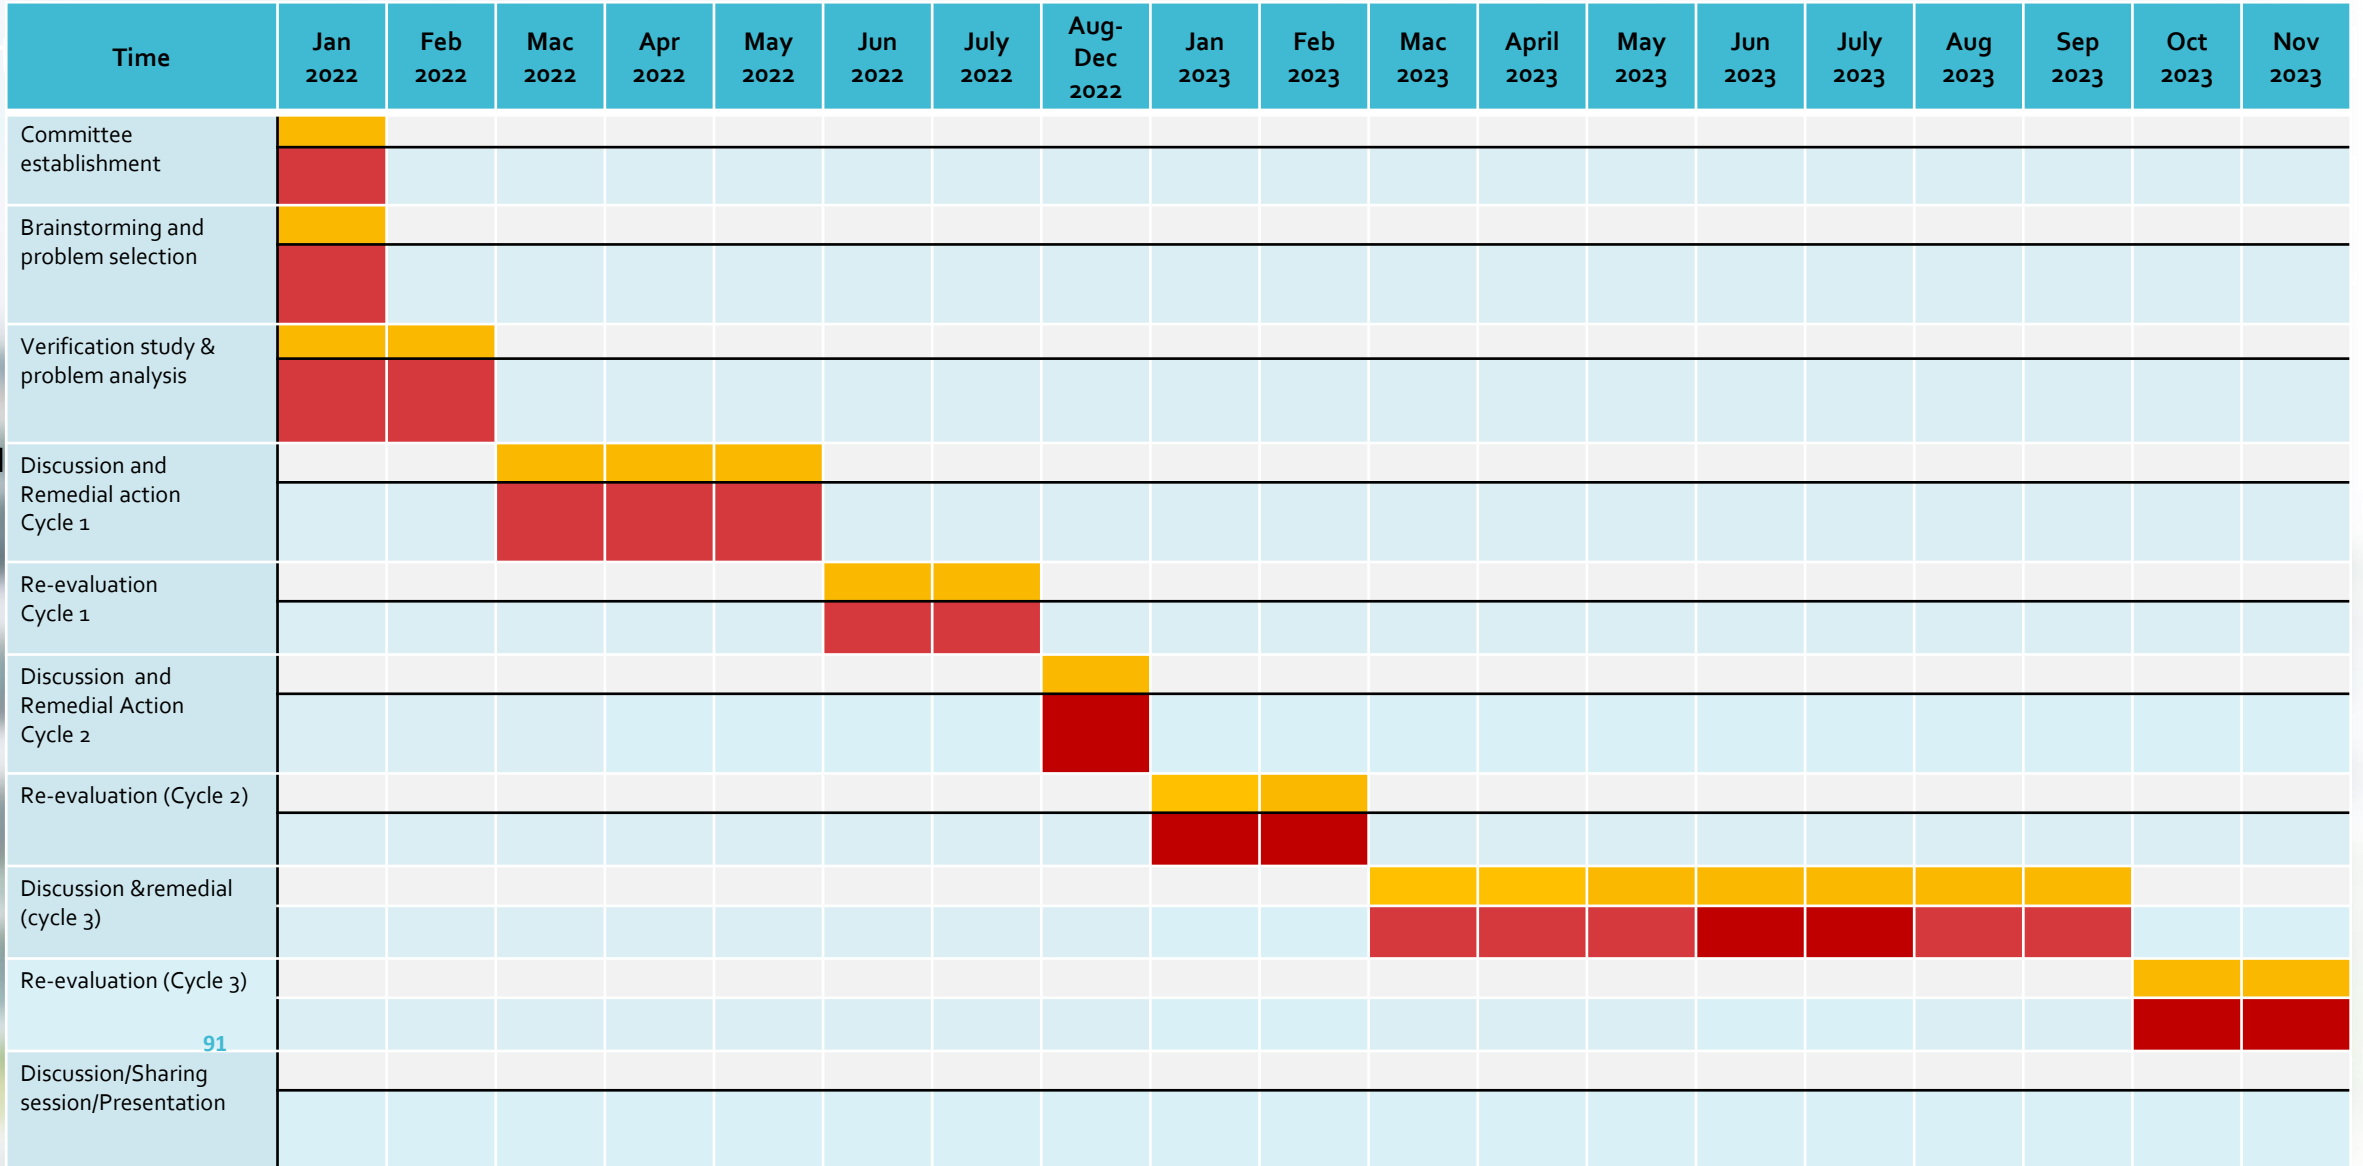 Time
Jan
2022
Feb
2022
Mac
2022
Apr
2022
May
2022
Jun
2022
July
2022
Aug-
Dec
2022
Jan
2023
Feb
2023
Mac
2023
April
2023
May
2023
Jun
2023
July
2023
Aug
2023
Sep
2023
Oct
2023
Nov
2023
Committee
establishment
Brainstorming and
problem selection
Verification study &
problem analysis
Discussion and
Remedial action
Cycle 1
Re-evaluation
Cycle 1
Discussion and
Remedial Action
Cycle 2
Re-evaluation (Cycle 2)
Discussion &remedial
(cycle 3)
Re-evaluation (Cycle 3)
91
Discussion/Sharing
session/Presentation